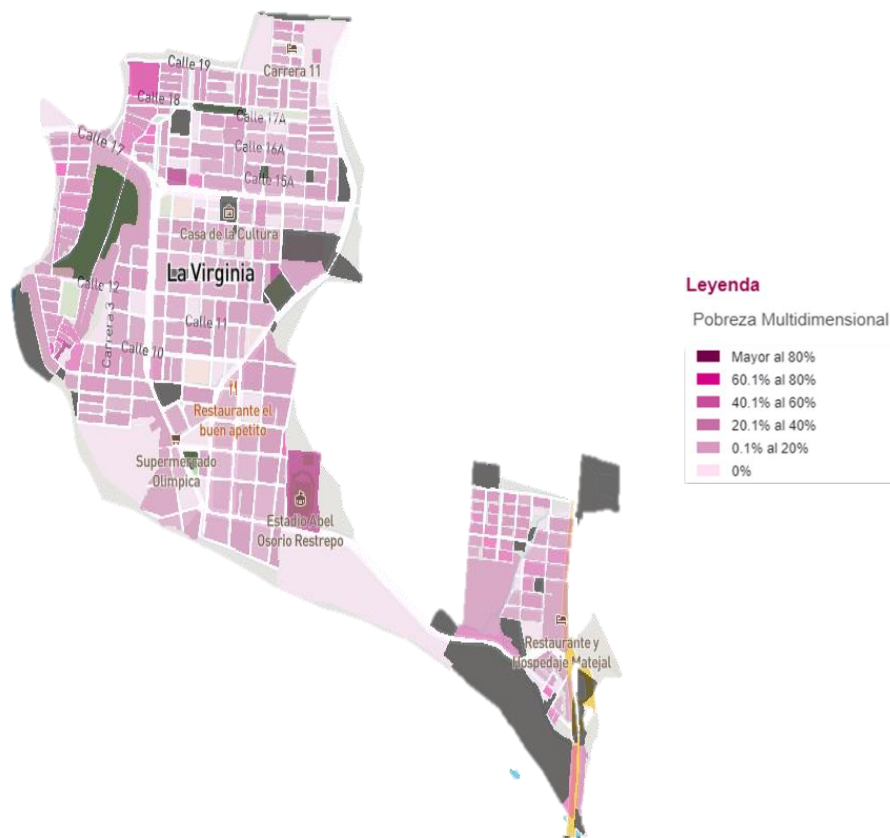 Calle 19
Carrera 11
Calle 18
Calle 17A
Calle 17
Calle 16A
Calle 15A
Casa de la Cultura
La Virginia
Calle 12
Carrera 3
Calle 11
Calle 10
Restaurante el
buen apetito
Supermercado
Olímpica
Estadio Abel
Osorio Restrepo
Restaurante y
Hospedaje Matejal
Leyenda
Pobreza Multidimensional
Mayor al 80%
60.1% al 80%
40.1% al 60%
20.1% al 40%
0.1% al 20%
0%